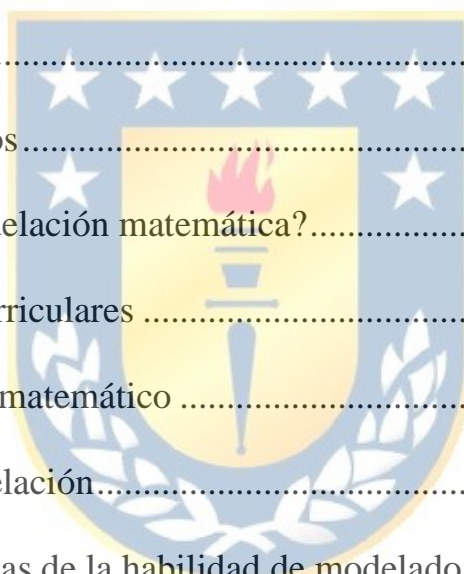 ....................................................
os....................................................
elación matemática?....................
rriculares ....................................
matemático ................................
elación..........................................
as de la habilidad de modelado